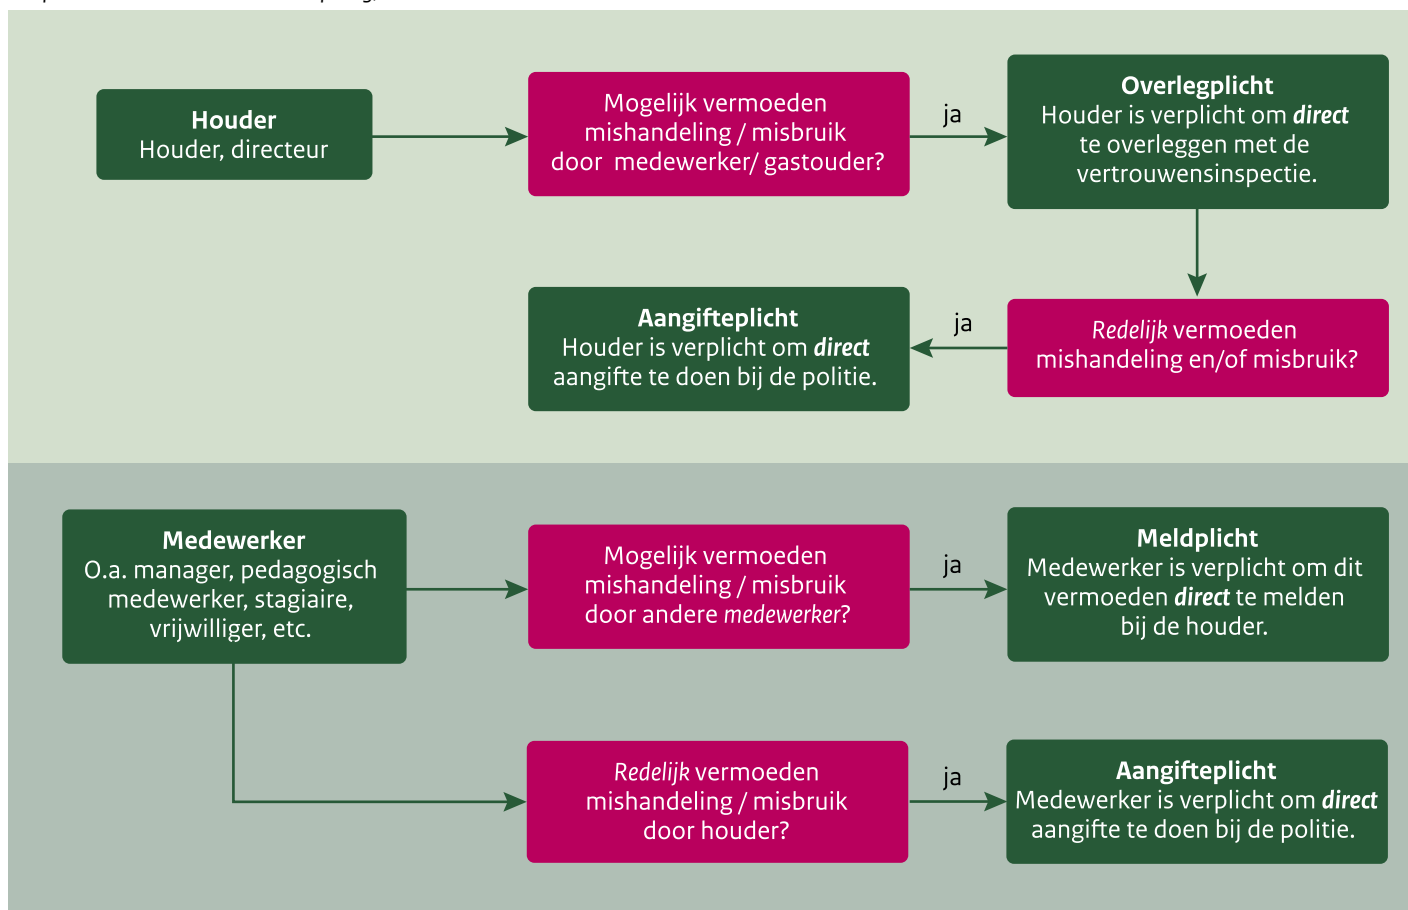 Houder
Houder, directeur
Mogelijk vermoeden
mishandeling / misbruik
door medewerker/ gastouder?
ja
Overlegplicht
Houder is verplicht om direct
te overleggen met de
vertrouwensinspectie.
Redelijk vermoeden
mishandeling en/of misbruik?
ja
Aangifteplicht
Houder is verplicht om direct
aangifte te doen bij de politie.
Medewerker
O.a. manager, pedagogisch
medewerker, stagiaire,
vrijwilliger, etc.
Mogelijk vermoeden
mishandeling / misbruik
door andere medewerker?
ja
Meldplicht
Medewerker is verplicht om dit
vermoeden direct te melden
bij de houder.
Redelijk vermoeden
mishandeling / misbruik
door houder?
ja
Aangifteplicht
Medewerker is verplicht om direct
aangifte te doen bij de politie.